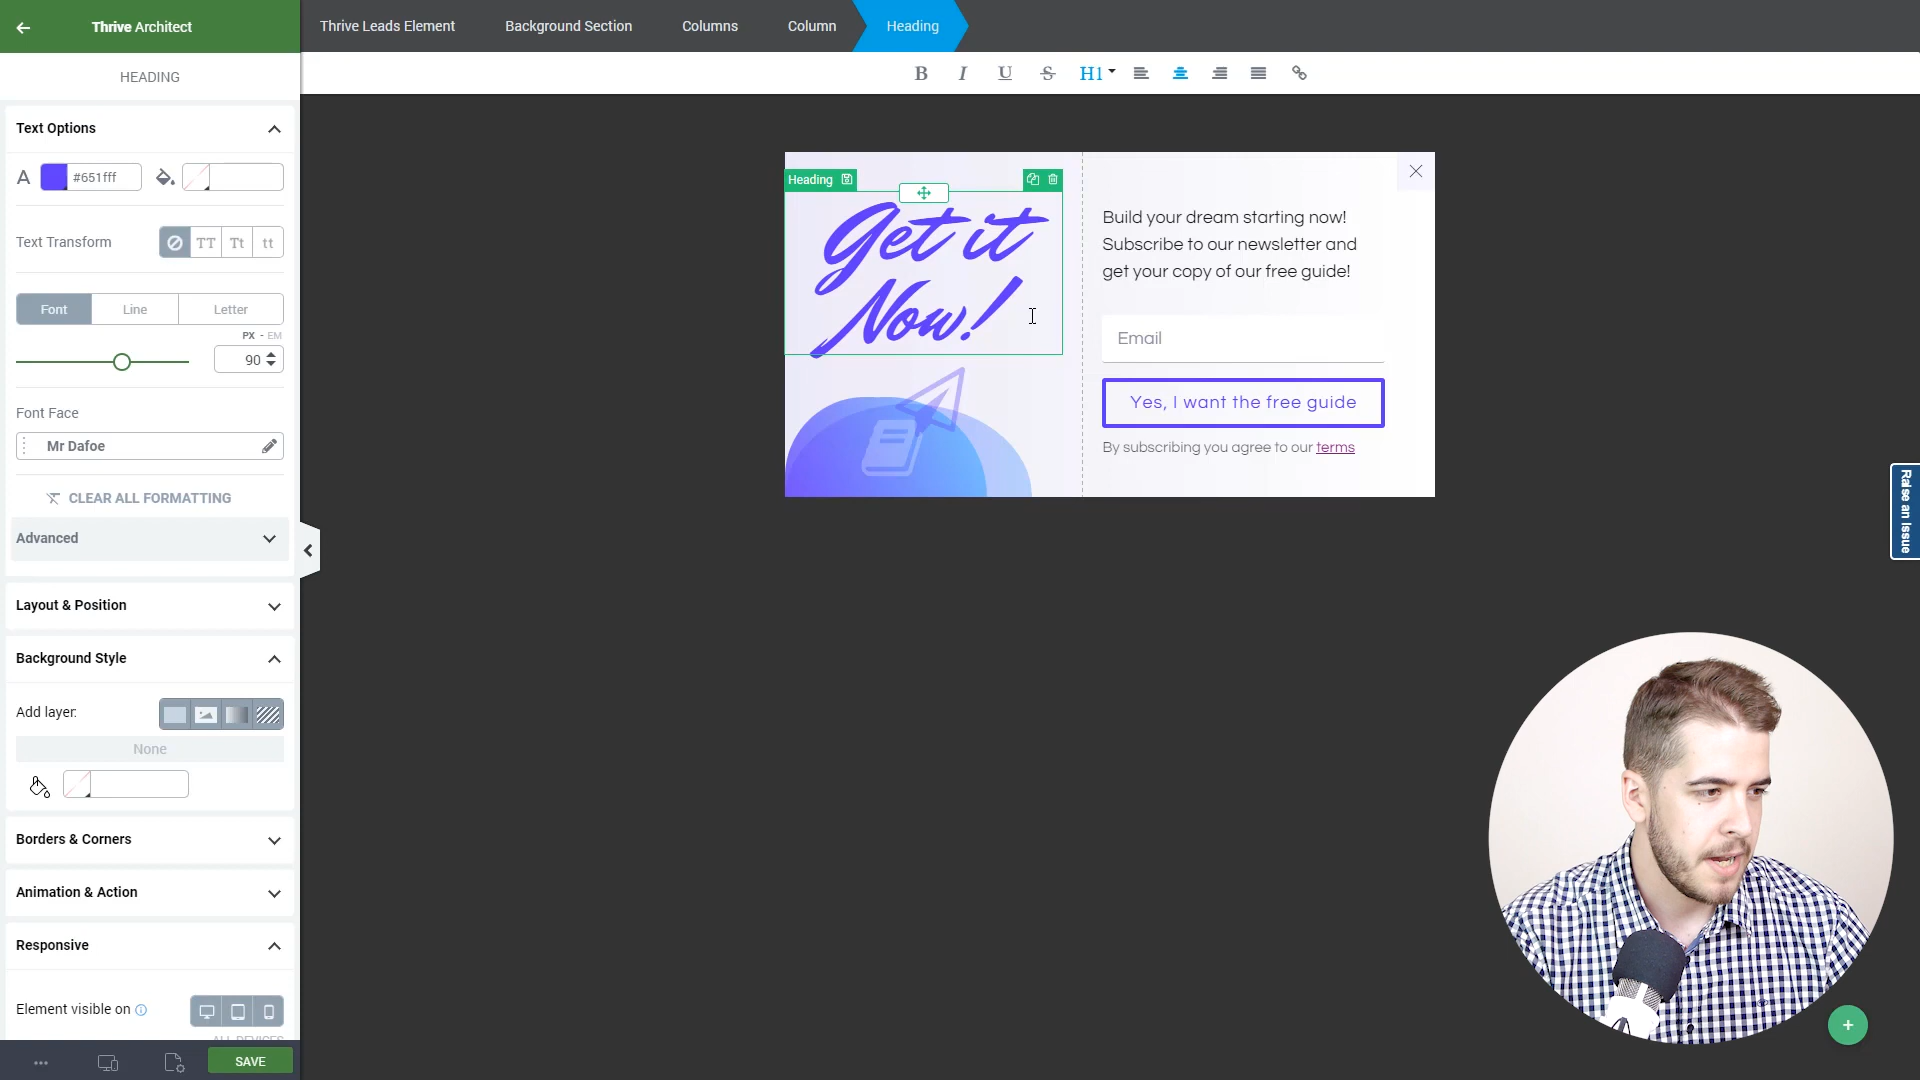 Thrive Architect
Thrive Leads Element
Background Section
Columns
Column
Heading
HEADING
B I U S H1
Text Options
A #651fff
Text Transform
TT Tt tt
Font Line Letter
PX - EM
90
Font Face
Mr Dafoe
CLEAR ALL FORMATTING
Advanced
Layout & Position
Background Style
Add layer:
None
Borders & Corners
Animation & Action
Responsive
Element visible on
ALL DEVICES
SAVE
Heading
Get it
Now!
Build your dream starting now!
Subscribe to our newsletter and
get your copy of our free guide!
Email
Yes, I want the free guide
By subscribing you agree to our terms
Raise an Issue